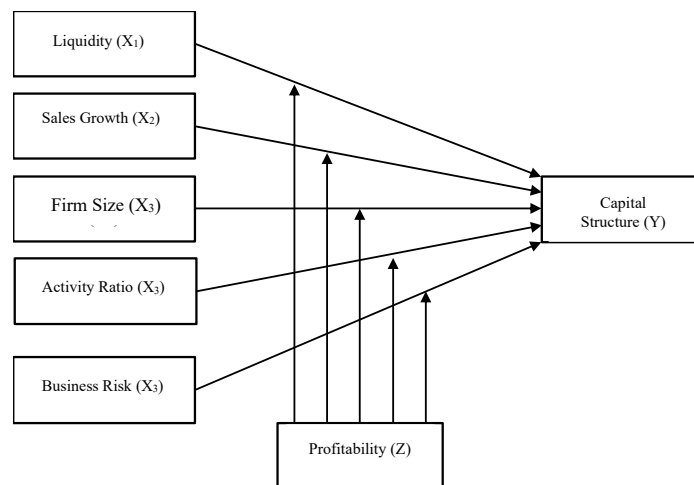 Liquidity (X₁)
Sales Growth (X₂)
Firm Size (X₃)
Activity Ratio (X₃)
Business Risk (X₃)
Capital
Structure (Y)
Profitability (Z)